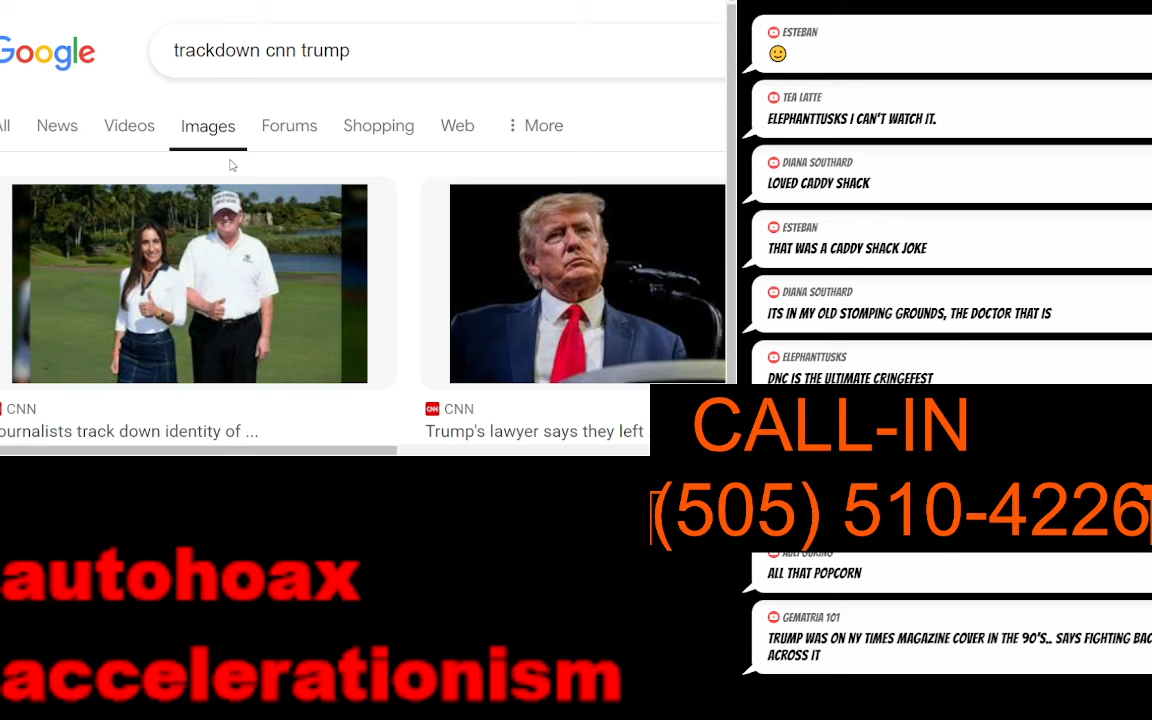 Google
trackdown cnn trump
All News Videos Images Forums Shopping Web More
CNN
ournalists track down identity of ...
CNN
CNN
Trump's lawyer says they left
ESTEBAN
TEA LATTE
ELEPHANTTUSKS I CAN'T WATCH IT.
DIANA SOUTHARD
LOVED CADDY SHACK
ESTEBAN
THAT WAS A CADDY SHACK JOKE
DIANA SOUTHARD
ITS IN MY OLD STOMPING GROUNDS, THE DOCTOR THAT IS
ELEPHANTTUSKS
DNC IS THE ULTIMATE CRINGEFEST
CALL-IN
(505) 510-4226
ALL THAT POPCORN
GEMATRIA 101
TRUMP WAS ON NY TIMES MAGAZINE COVER IN THE 90'S.. SAYS FIGHTING BAC
ACROSS IT
autohoax
accelerationism